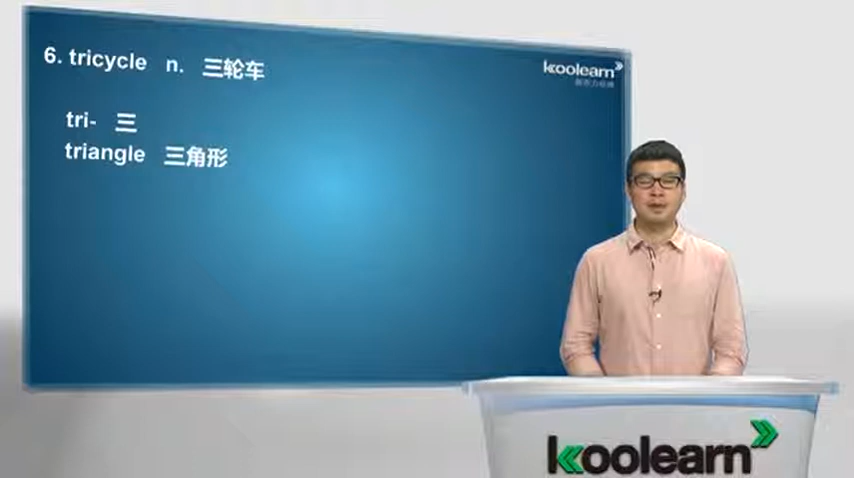 6. tricycle n. 三轮车
koolearn
tri- 三
triangle 三角形
koolearn